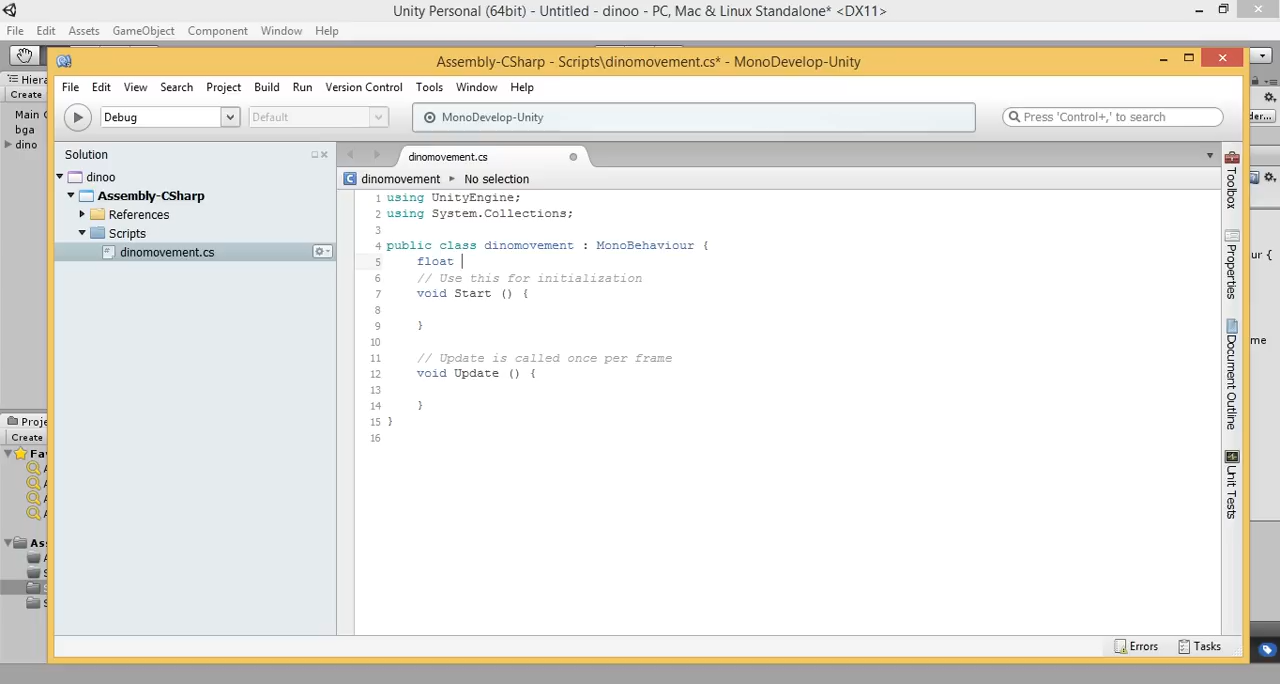 Unity Personal (64bit) - Untitled - dinoo - PC, Mac & Linux Standalone* <DX11>
File Edit Assets GameObject Component Window Help
Assembly-CSharp - Scripts\dinomovement.cs* - MonoDevelop-Unity
File Edit View Search Project Build Run Version Control Tools Window Help
Debug Default MonoDevelop-Unity Press 'Control+,' to search
Create
Main
bga
dino
Solution
dinoo
Assembly-CSharp
References
Scripts
dinomovement.cs
dinomovement.cs
dinomovement No selection
1 using UnityEngine;
2 using System.Collections;
3
4 public class dinomovement : MonoBehaviour {
5 float
6 // Use this for initialization
7 void Start () {
8
9 }
10
11 // Update is called once per frame
12 void Update () {
13
14 }
15 }
16
Create
Toolbox
Properties
Document Outline
Unit Tests
ur {
me
Errors Tasks